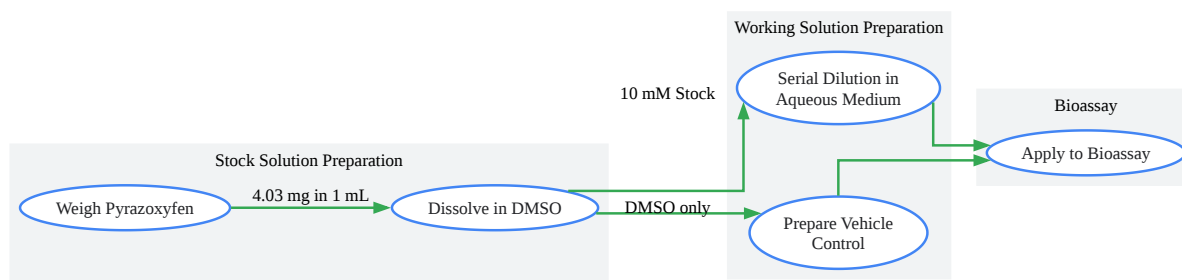 Working Solution Preparation
Serial Dilution in
Aqueous Medium
10 mM Stock
Bioassay
Apply to Bioassay
Stock Solution Preparation
4.03 mg in 1 mL
Weigh Pyrazoxyfen
Dissolve in DMSO
DMSO only
Prepare Vehicle
Control